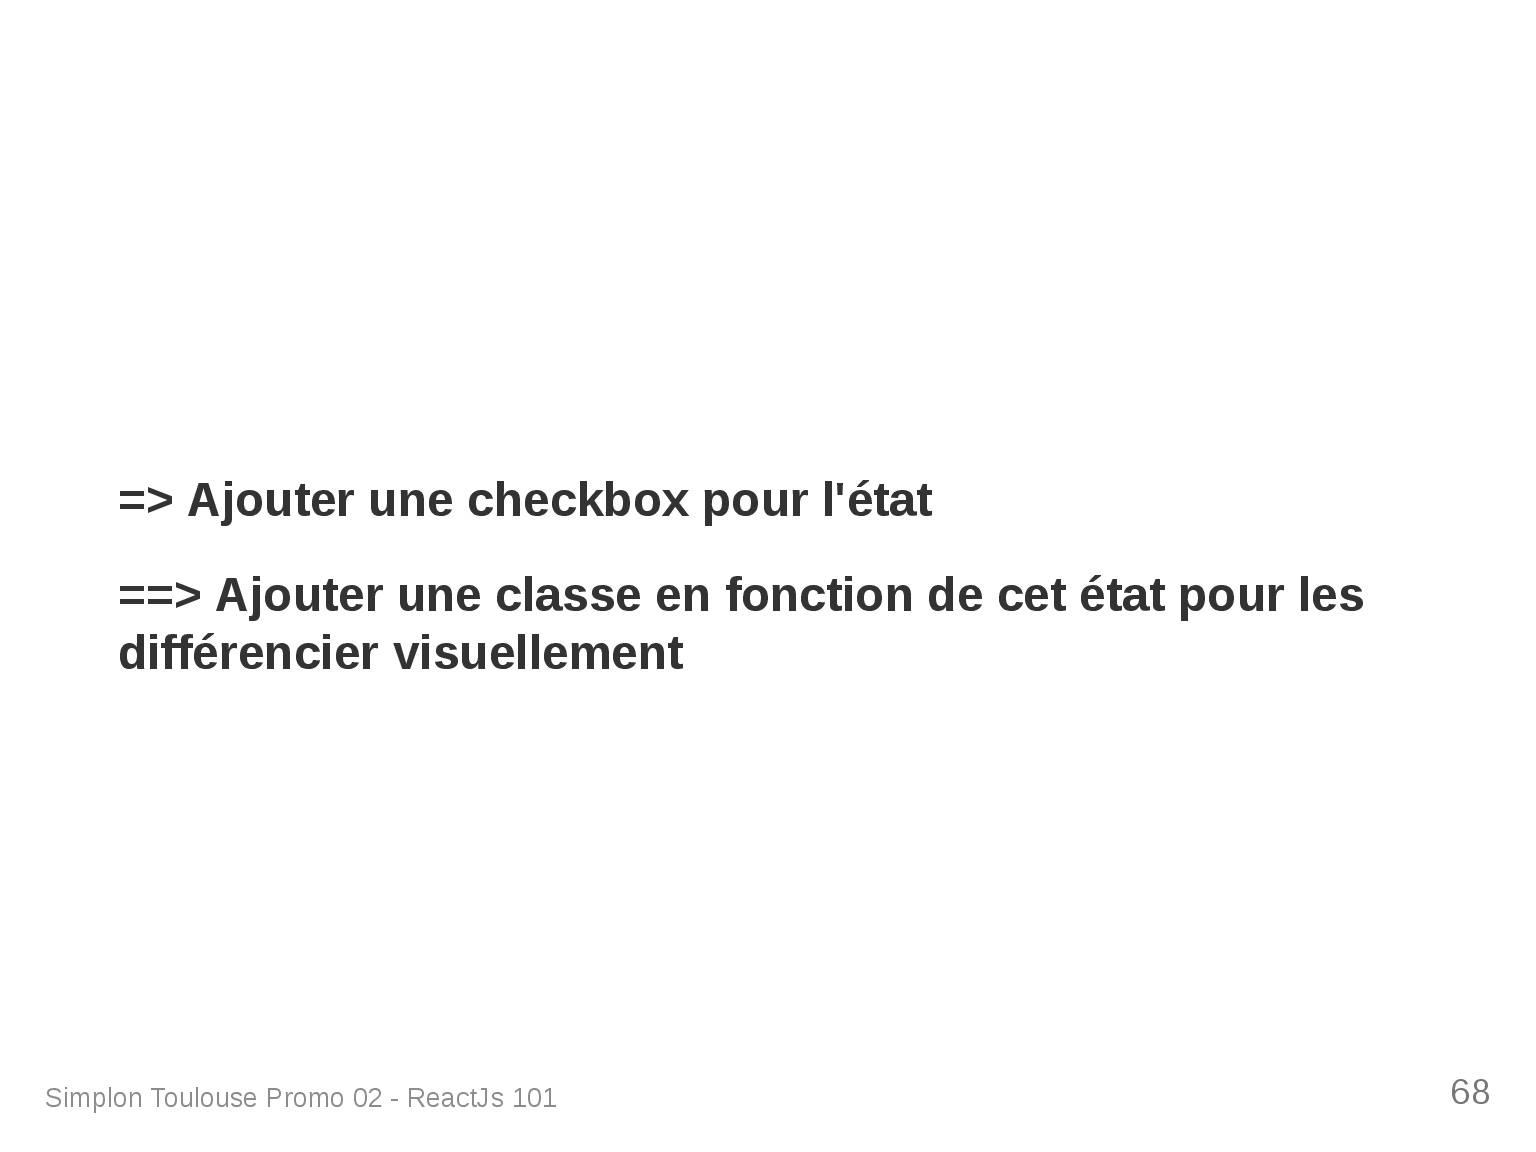 => Ajouter une checkbox pour l'état
==> Ajouter une classe en fonction de cet état pour les
différencier visuellement
Simplon Toulouse Promo 02 - ReactJs 101
68